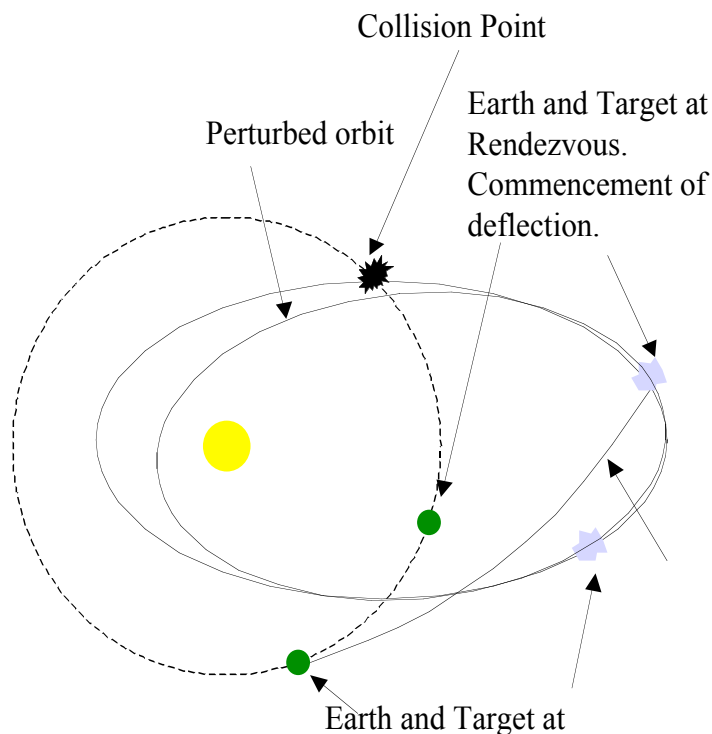 Collision Point
Earth and Target at
Rendezvous.
Commencement of
deflection.
Perturbed orbit
Earth and Target at